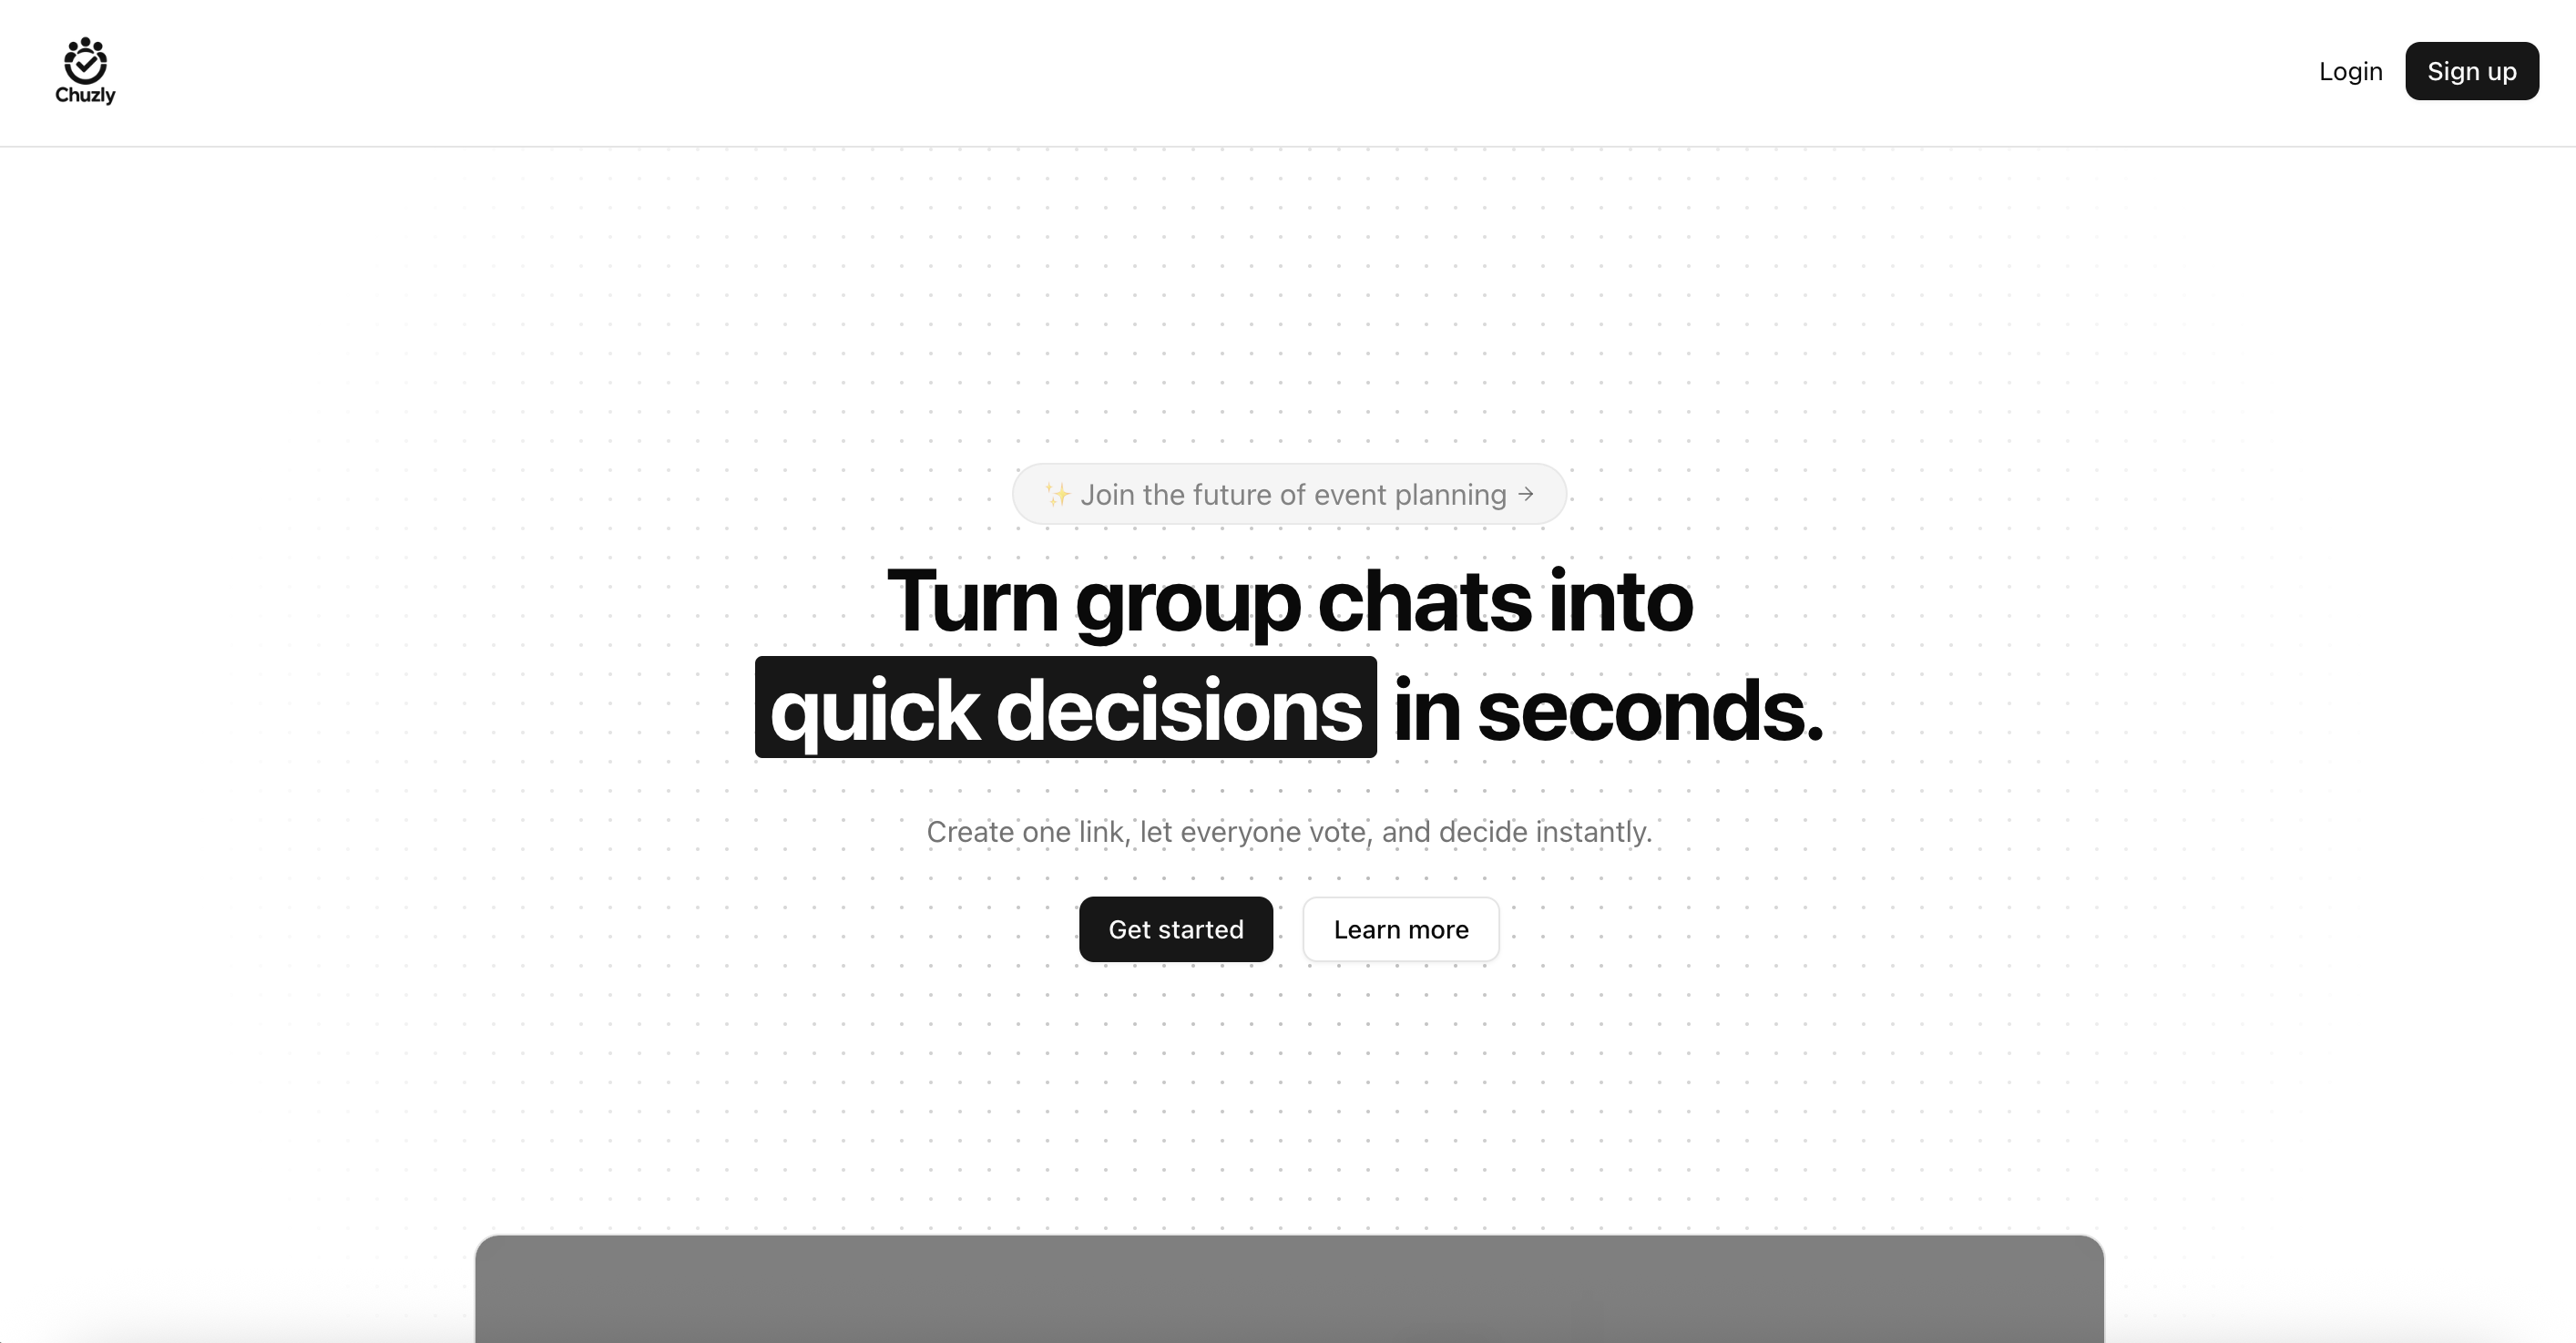 Chuzly
Login
Sign up
✨ Join the future of event planning →
Turn group chats into
quick decisions in seconds.
Create one link, let everyone vote, and decide instantly.
Get started
Learn more